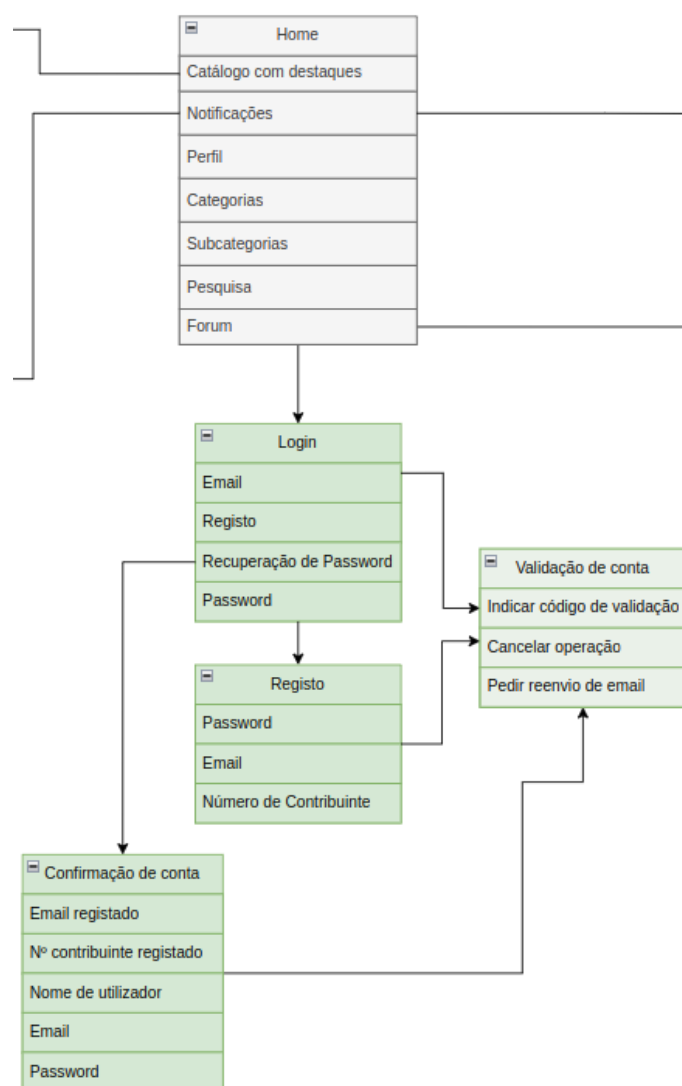 Home
Catálogo com destaques
Notificações
Perfil
Categorias
Subcategorias
Pesquisa
Forum
Login
Email
Registo
Recuperação de Password
Password
Validação de conta
Indicar código de validação
Cancelar operação
Pedir reenvio de email
Registo
Password
Email
Número de Contribuinte
Confirmação de conta
Email registado
Nº contribuinte registado
Nome de utilizador
Email
Password